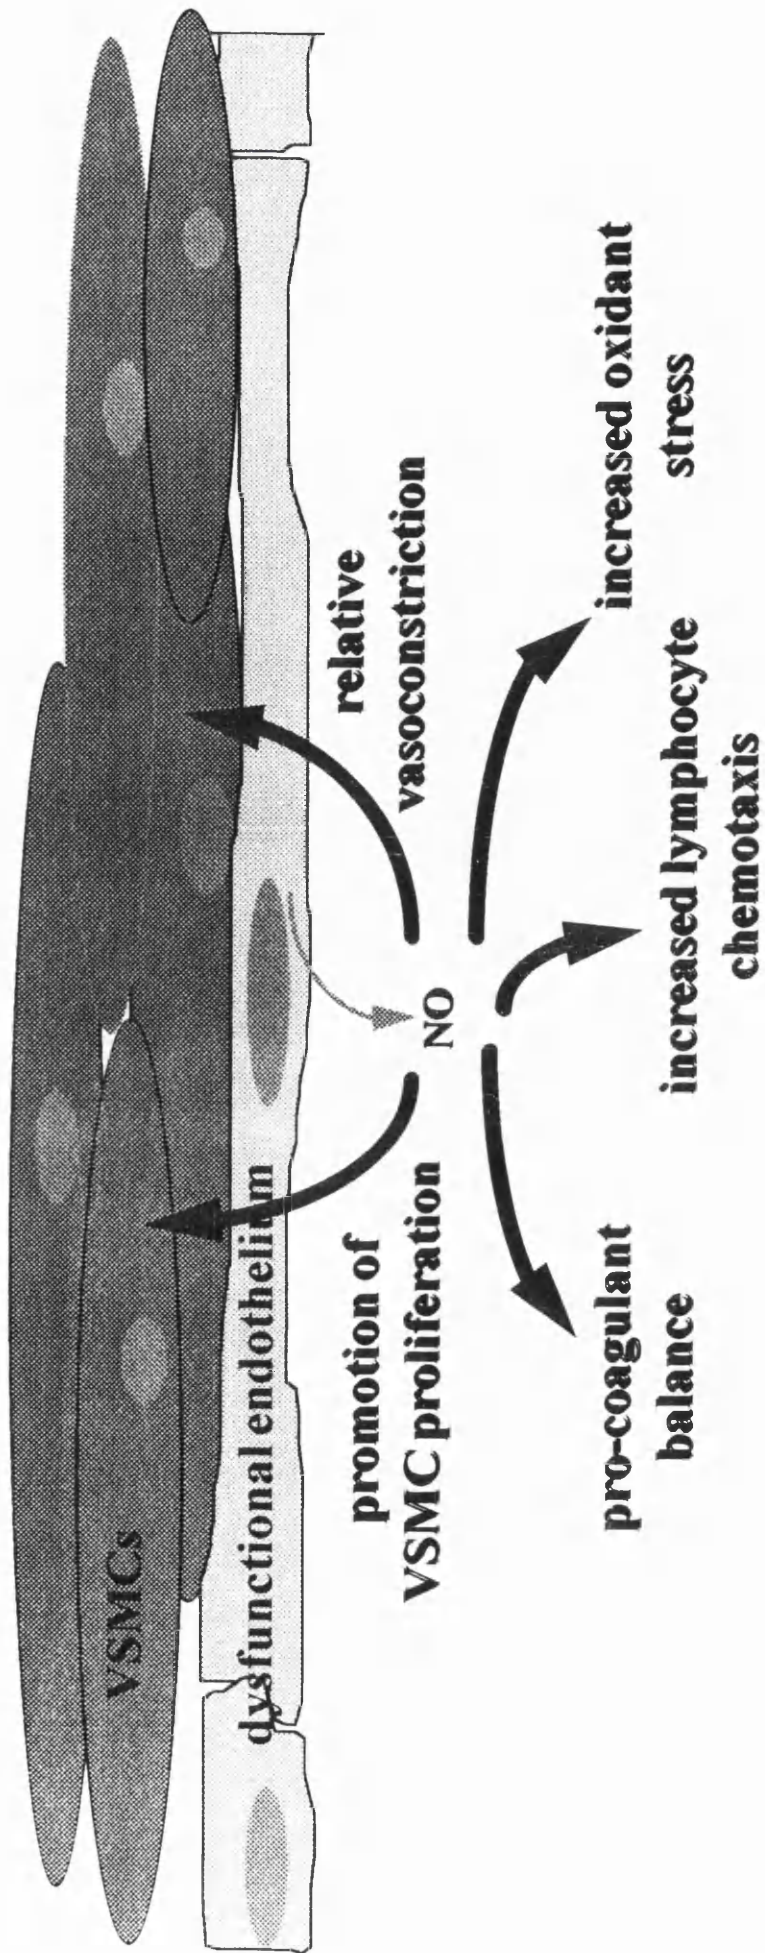 VSMCs
dysfunctional endothelium
promotion of
VSMC proliferation
relative
vasoconstriction
NO
pro-coagulant
balance
increased lymphocyte
chemotaxis
increased oxidant
stress